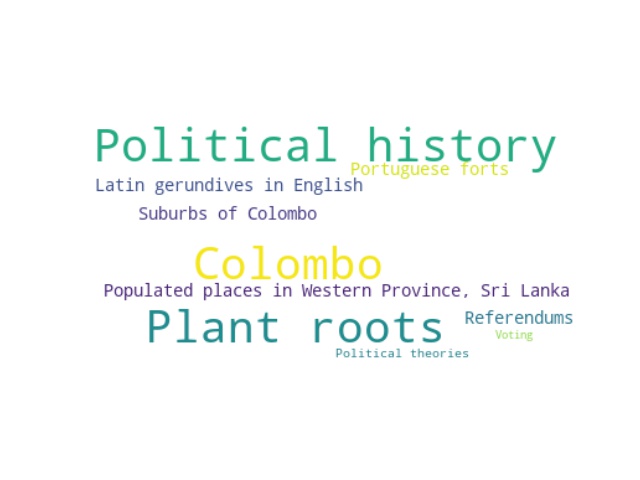 Political history
Portuguese forts
Latin gerundives in English
Suburbs of Colombo
Colombo
Populated places in Western Province, Sri Lanka
Plant roots
Referendums
Voting
Political theories